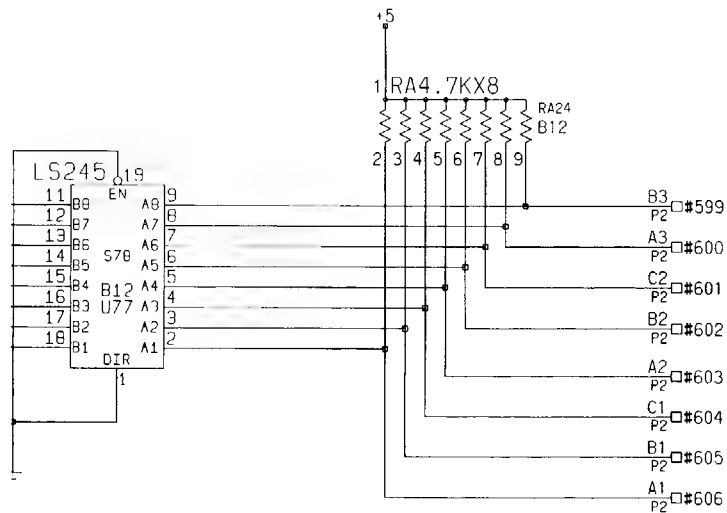 +5
1 RA4.7KX8
RA24
B12
2 3 4 5 6 7 8 9
LS245 19
EN
11 B8 A8 9
12 B7 A7 8
13 B6 A6 7
14 B5 A5 6
15 B4 A4 5
16 B3 A3 4
17 B2 A2 3
18 B1 A1 2
S78
B12
U77
DIR
1
B3
P2 #599
A3
P2 #600
C2
P2 #601
B2
P2 #602
A2
P2 #603
C1
P2 #604
B1
P2 #605
A1
P2 #606